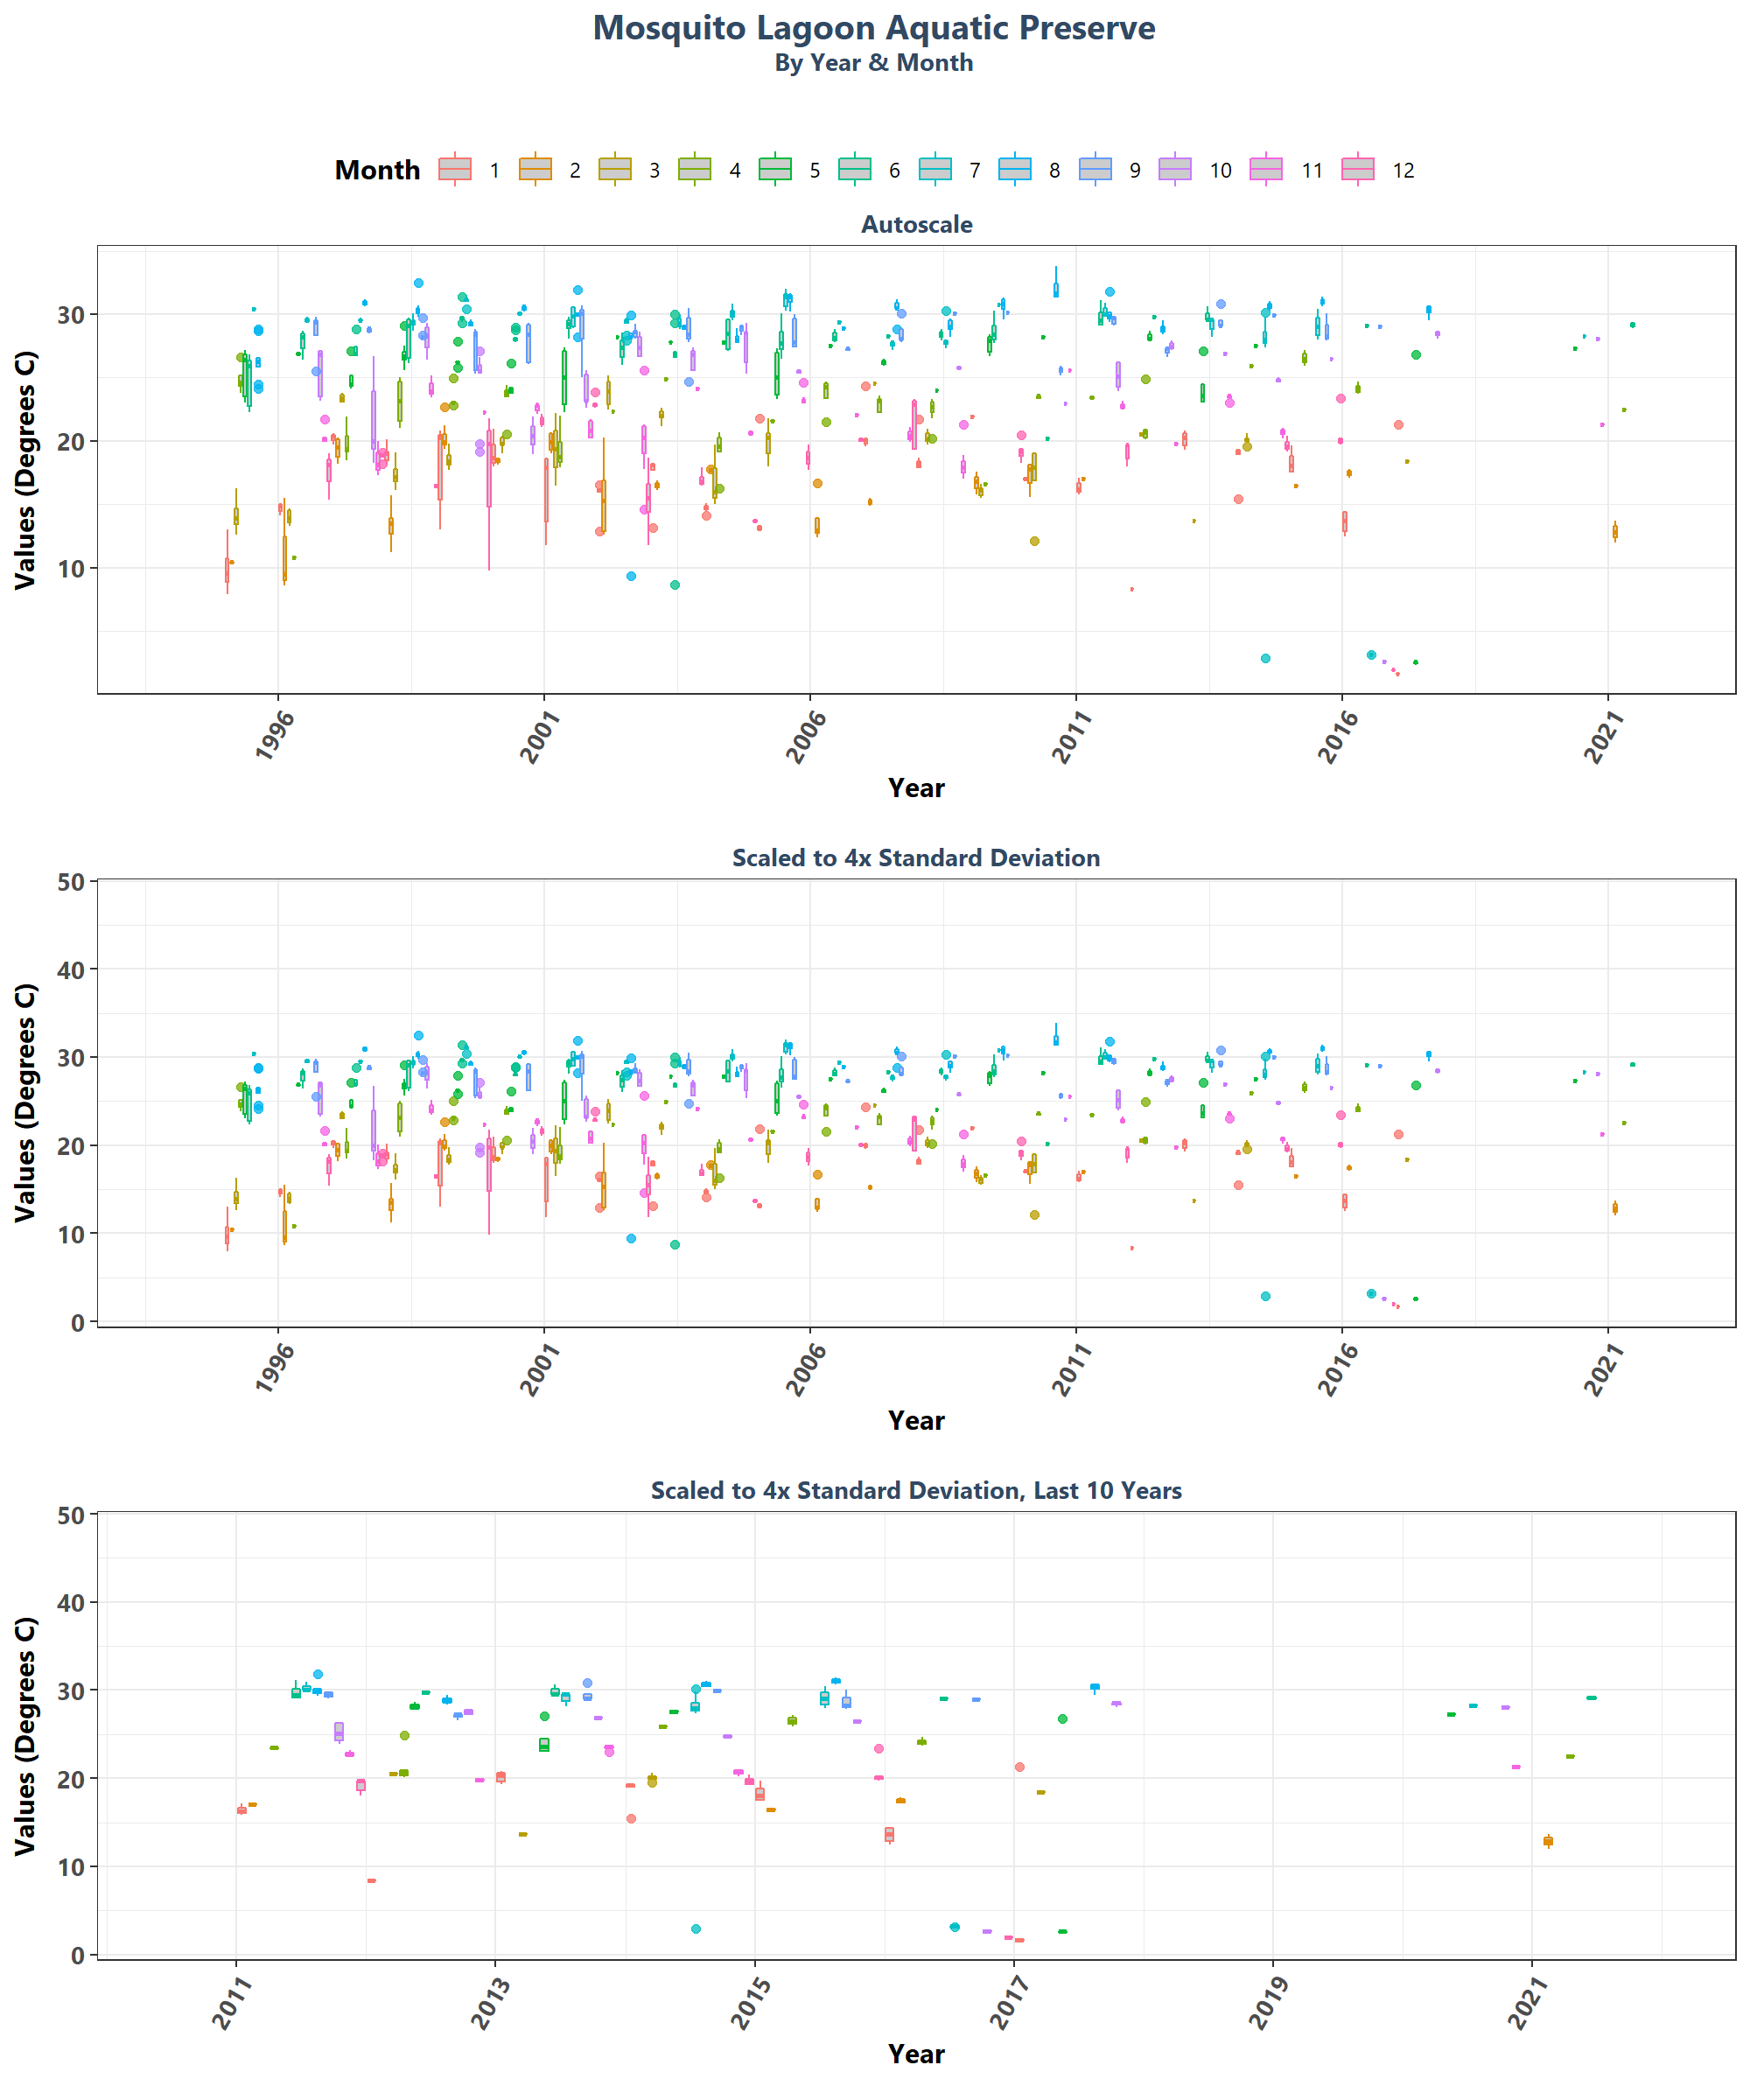 Mosquito Lagoon Aquatic Preserve
By Year & Month
Month 1 2 3 4 5 6 7 8 9 10 11 12
Autoscale
Values (Degrees C)
30
20
10
1996 2001 2006 2011 2016 2021
Year
Scaled to 4x Standard Deviation
Values (Degrees C)
50
40
30
20
10
0
1996 2001 2006 2011 2016 2021
Year
Scaled to 4x Standard Deviation, Last 10 Years
Values (Degrees C)
50
40
30
20
10
0
2011 2013 2015 2017 2019 2021
Year